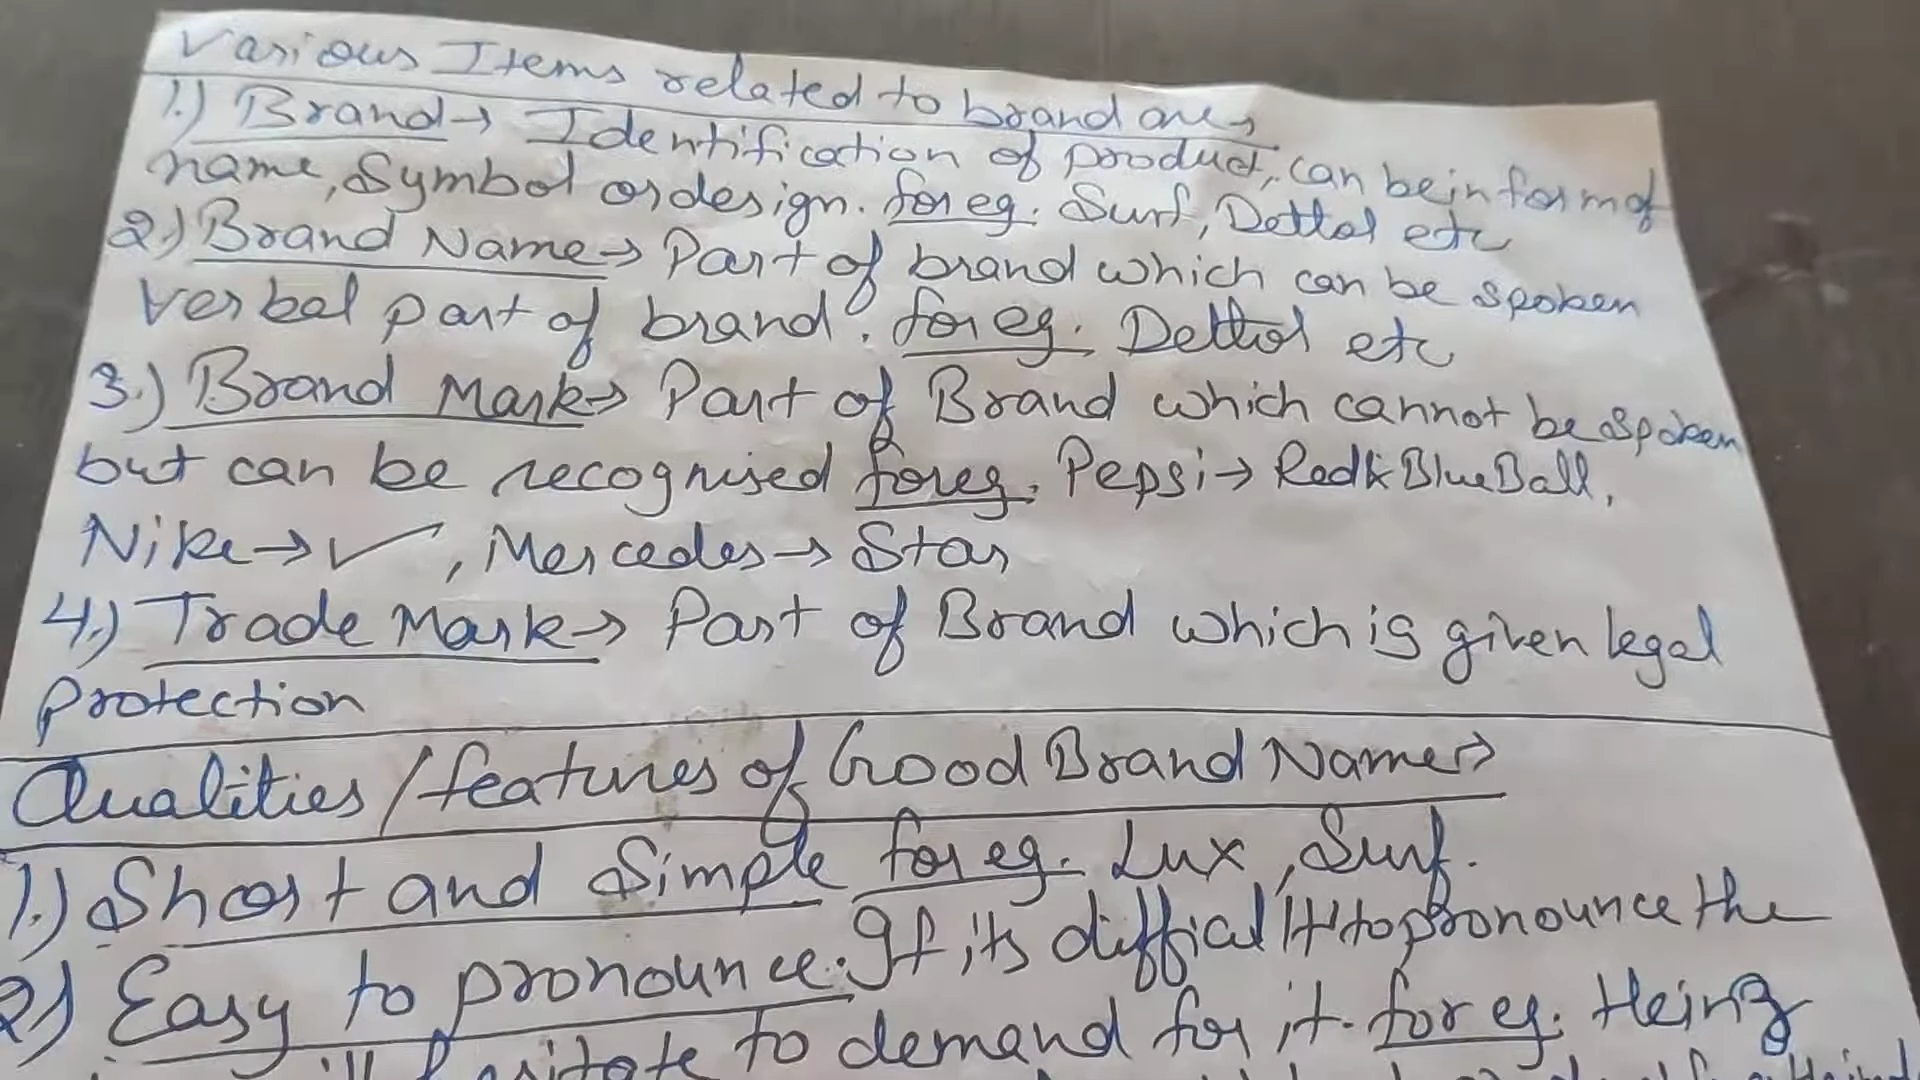 Various Items related to brand are→
1.) Brand→ Identification of product, can be in form of
name, Symbol or design. for eg. Surf, Dettol etc
2.) Brand Name→ Part of brand which can be spoken
Verbal part of brand. for eg. Dettol etc
3.) Brand Mark→ Part of Brand which cannot be spoken
but can be recognised for eg. Pepsi→ Red & Blue Ball,
Nike→ ✓, Mercedes→ Star
4.) Trade Mark→ Part of Brand which is given legal
Protection
Qualities/features of Good Brand Name→
1.) Short and Simple for eg. Lux, Surf.
2) Easy to pronounce. If its difficult to pronounce the
to demand for it. for eg. Heinz